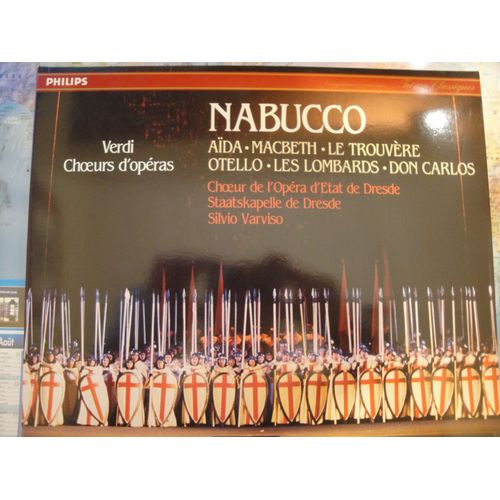 PHILIPS
Verdi
Chœurs d'opéras
NABUCCO
AÏDA • MACBETH • LE TROUVÈRE
OTELLO • LES LOMBARDS • DON CARLOS
Chœur de l'Opéra d'Etat de Dresde
Staatskapelle de Dresde
Silvio Varviso
Août